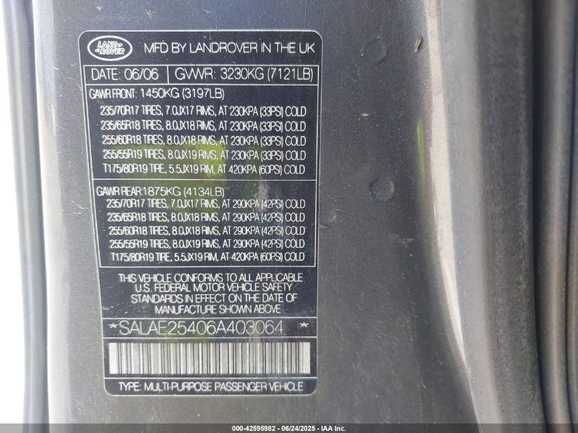 LAND ROVER MFD BY LANDROVER IN THE UK
DATE: 06/06 GVWR: 3230KG (7121LB)
GAWR FRONT: 1450KG (3197LB)
235/70R17 TIRES, 7.0JX17 RIMS, AT 230KPA (33PSI) COLD
235/65R18 TIRES, 8.0JX18 RIMS, AT 230KPA (33PSI) COLD
255/60R18 TIRES, 8.0JX18 RIMS, AT 230KPA (33PSI) COLD
255/55R19 TIRES, 8.0JX19 RIMS, AT 230KPA (33PSI) COLD
T175/80R19 TIRE, 5.5JX19 RIM, AT 420KPA (60PSI) COLD
GAWR REAR: 1875KG (4134LB)
235/70R17 TIRES, 7.0JX17 RIMS, AT 290KPA (42PSI) COLD
235/65R18 TIRES, 8.0JX18 RIMS, AT 290KPA (42PSI) COLD
255/60R18 TIRES, 8.0JX18 RIMS, AT 290KPA (42PSI) COLD
255/55R19 TIRES, 8.0JX19 RIMS, AT 290KPA (42PSI) COLD
T175/80R19 TIRE, 5.5JX19 RIM, AT 420KPA (60PSI) COLD
THIS VEHICLE CONFORMS TO ALL APPLICABLE
U.S. FEDERAL MOTOR VEHICLE SAFETY
STANDARDS IN EFFECT ON THE DATE OF
MANUFACTURE SHOWN ABOVE
*SALAE25406A403064*
TYPE: MULTI-PURPOSE PASSENGER VEHICLE
000-42595982 - 06/24/2025 - IAA Inc.